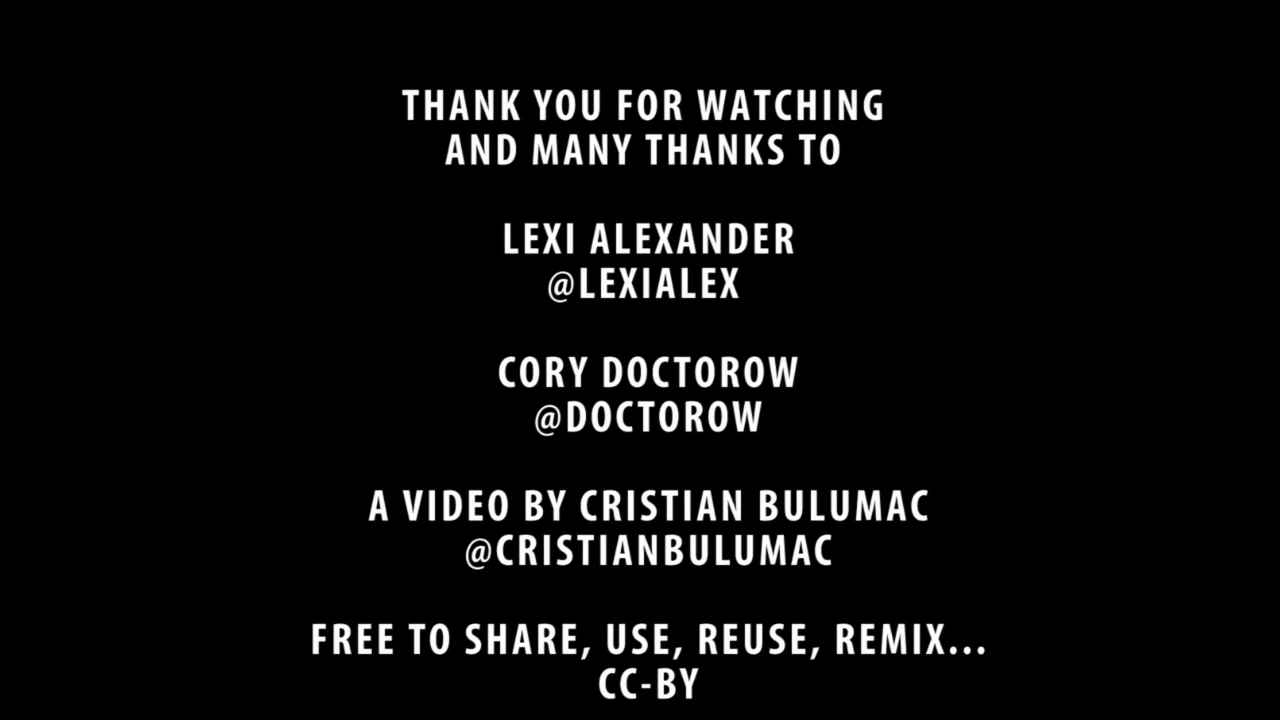 THANK YOU FOR WATCHING
AND MANY THANKS TO
LEXI ALEXANDER
@LEXIALEX
CORY DOCTOROW
@DOCTOROW
A VIDEO BY CRISTIAN BULUMAC
@CRISTIANBULUMAC
FREE TO SHARE, USE, REUSE, REMIX...
CC-BY